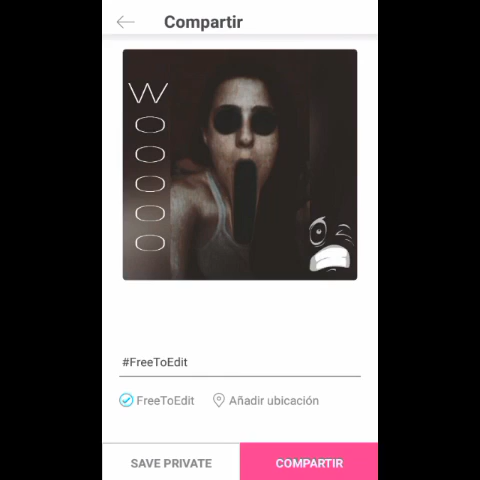 Compartir
W
O
O
O
O
O
#FreeToEdit
FreeToEdit
Añadir ubicación
SAVE PRIVATE
COMPARTIR